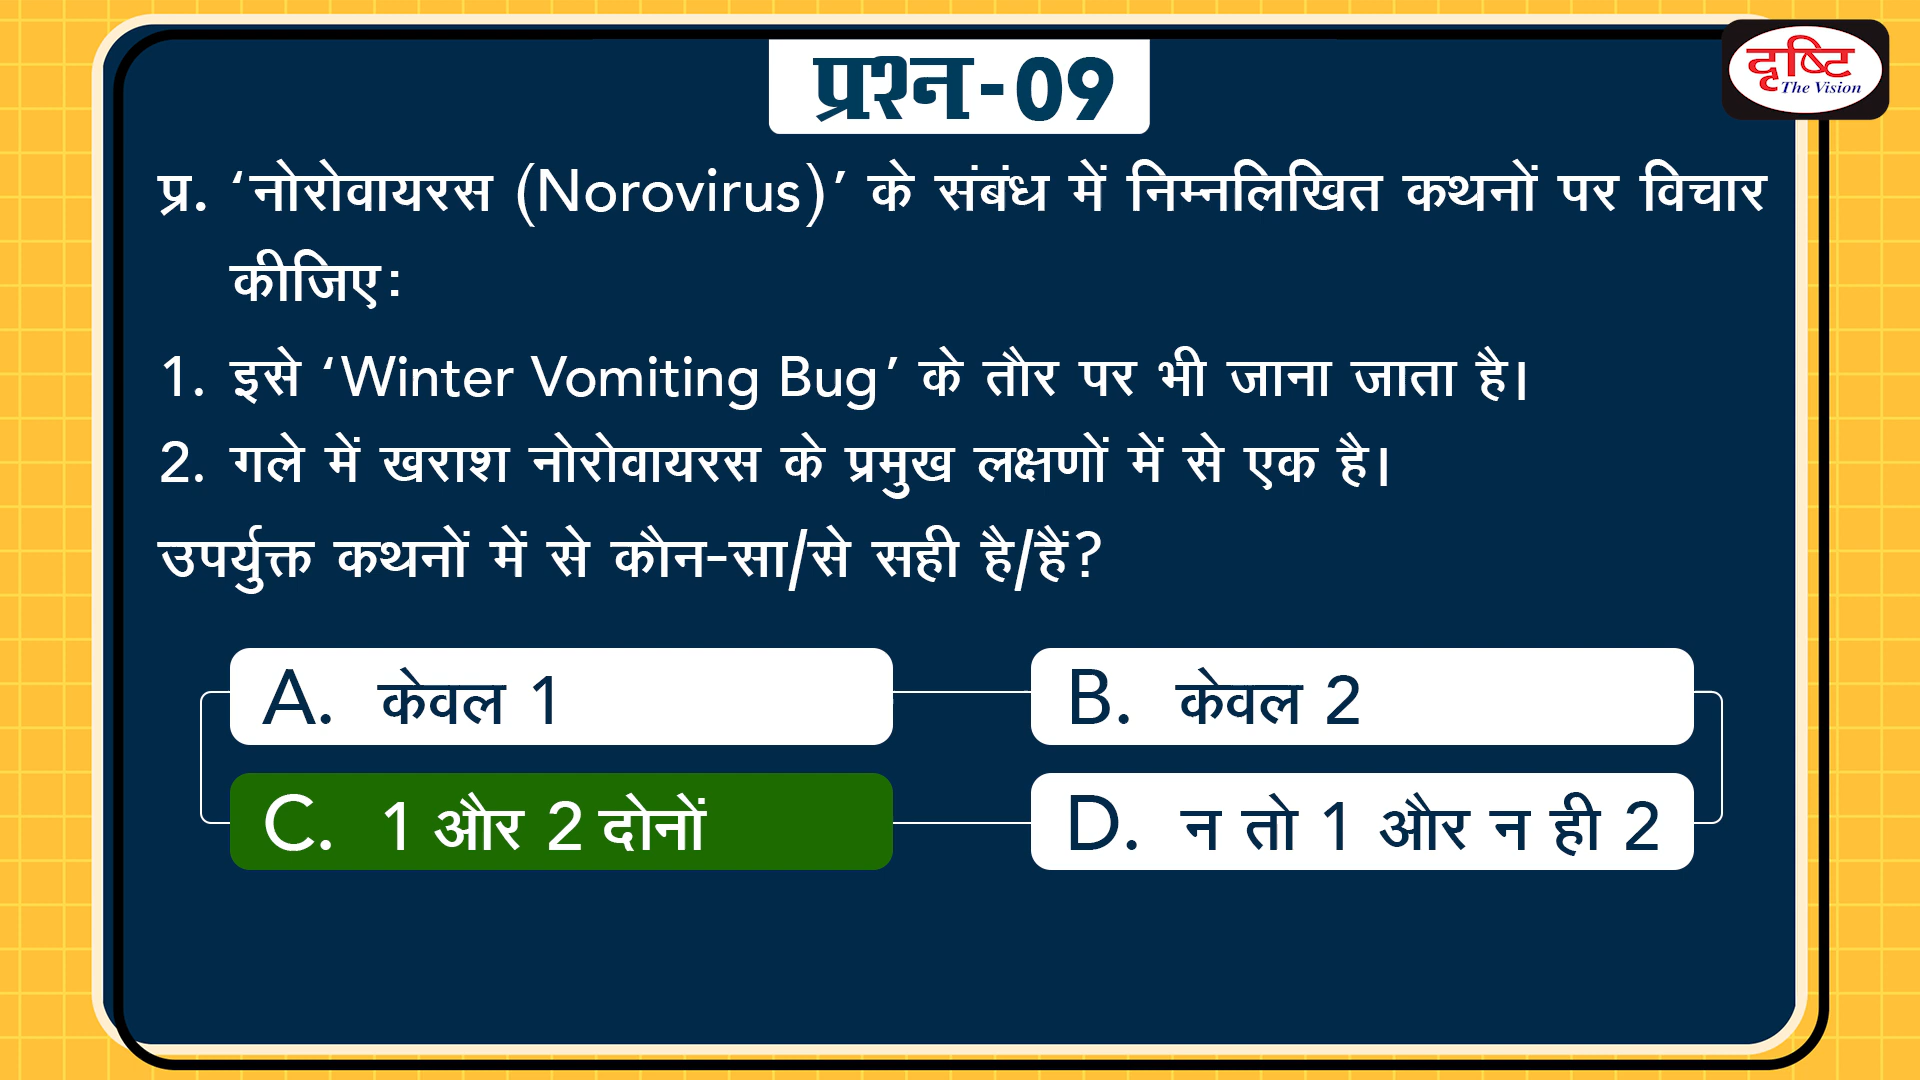 प्रश्न-09
दृष्टि
The Vision
प्र. ‘नोरोवायरस (Norovirus)’ के संबंध में निम्नलिखित कथनों पर विचार
कीजिए:
1. इसे ‘Winter Vomiting Bug’ के तौर पर भी जाना जाता है।
2. गले में खराश नोरोवायरस के प्रमुख लक्षणों में से एक है।
उपर्युक्त कथनों में से कौन-सा/से सही है/हैं?
A. केवल 1
B. केवल 2
C. 1 और 2 दोनों
D. न तो 1 और न ही 2